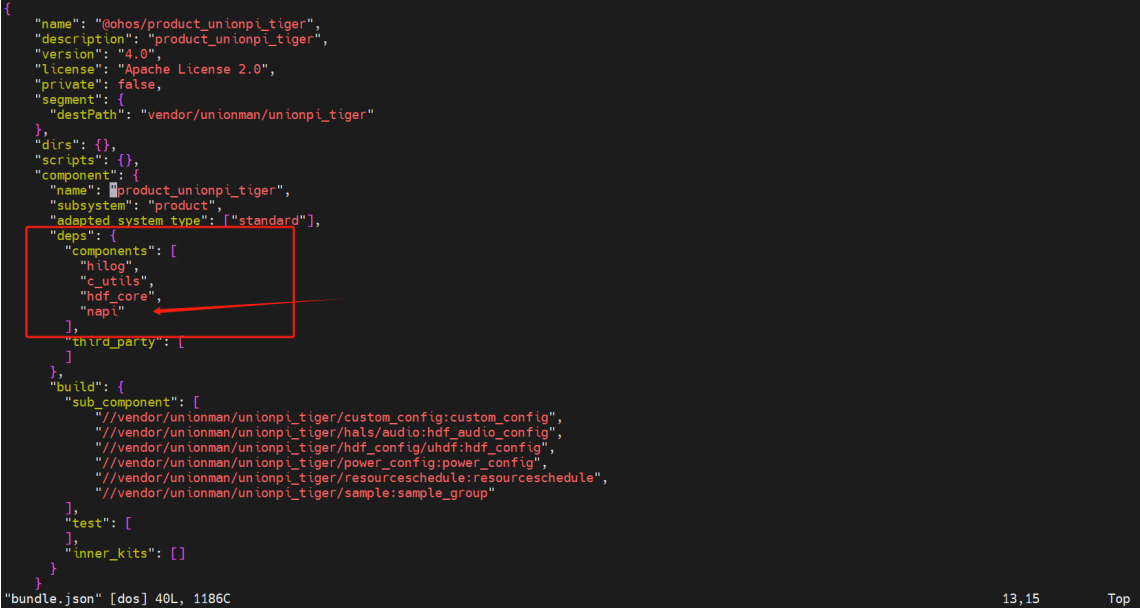 {
    "name": "@ohos/product_unionpi_tiger",
    "description": "product_unionpi_tiger",
    "version": "4.0",
    "license": "Apache License 2.0",
    "private": false,
    "segment": {
      "destPath": "vendor/unionman/unionpi_tiger"
    },
    "dirs": {},
    "scripts": {},
    "component": {
      "name": "product_unionpi_tiger",
      "subsystem": "product",
      "adapted_system_type": ["standard"],
      "deps": {
        "components": [
          "hilog",
          "c_utils",
          "hdf_core",
          "napi"
        ],
        "third_party": [
        ]
      },
      "build": {
        "sub_component": [
            "//vendor/unionman/unionpi_tiger/custom_config:custom_config",
            "//vendor/unionman/unionpi_tiger/hals/audio:hdf_audio_config",
            "//vendor/unionman/unionpi_tiger/hdf_config/uhdf:hdf_config",
            "//vendor/unionman/unionpi_tiger/power_config:power_config",
            "//vendor/unionman/unionpi_tiger/resourceschedule:resourceschedule",
            "//vendor/unionman/unionpi_tiger/sample:sample_group"
        ],
        "test": [
        ],
        "inner_kits": []
      }
    }
"bundle.json" [dos] 40L, 1186C 13,15 Top